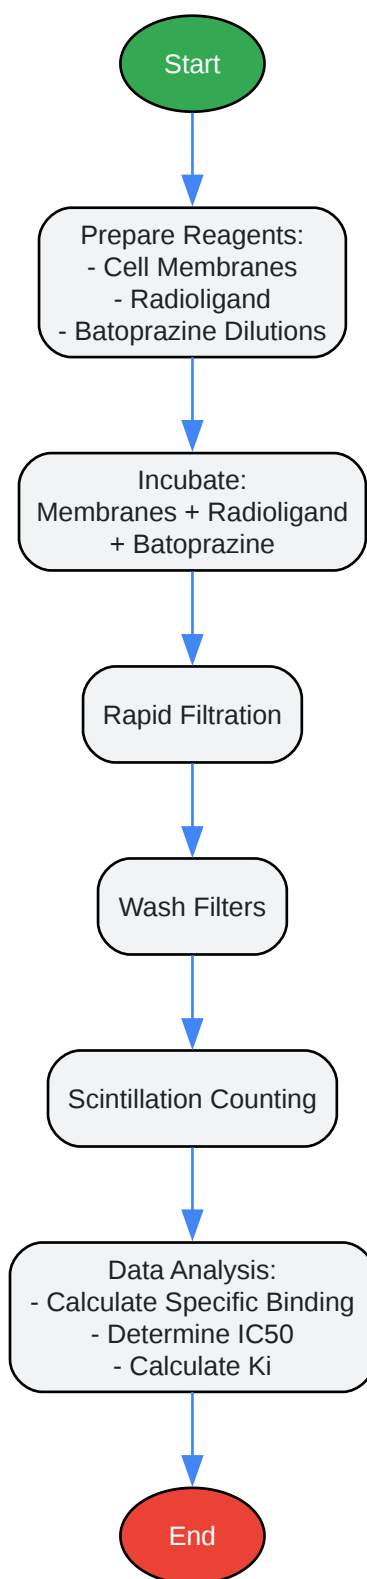 Start
Prepare Reagents:
- Cell Membranes
- Radioligand
- Batoprazine Dilutions
Incubate:
Membranes + Radioligand
+ Batoprazine
Rapid Filtration
Wash Filters
Scintillation Counting
Data Analysis:
- Calculate Specific Binding
- Determine IC50
- Calculate Ki
End